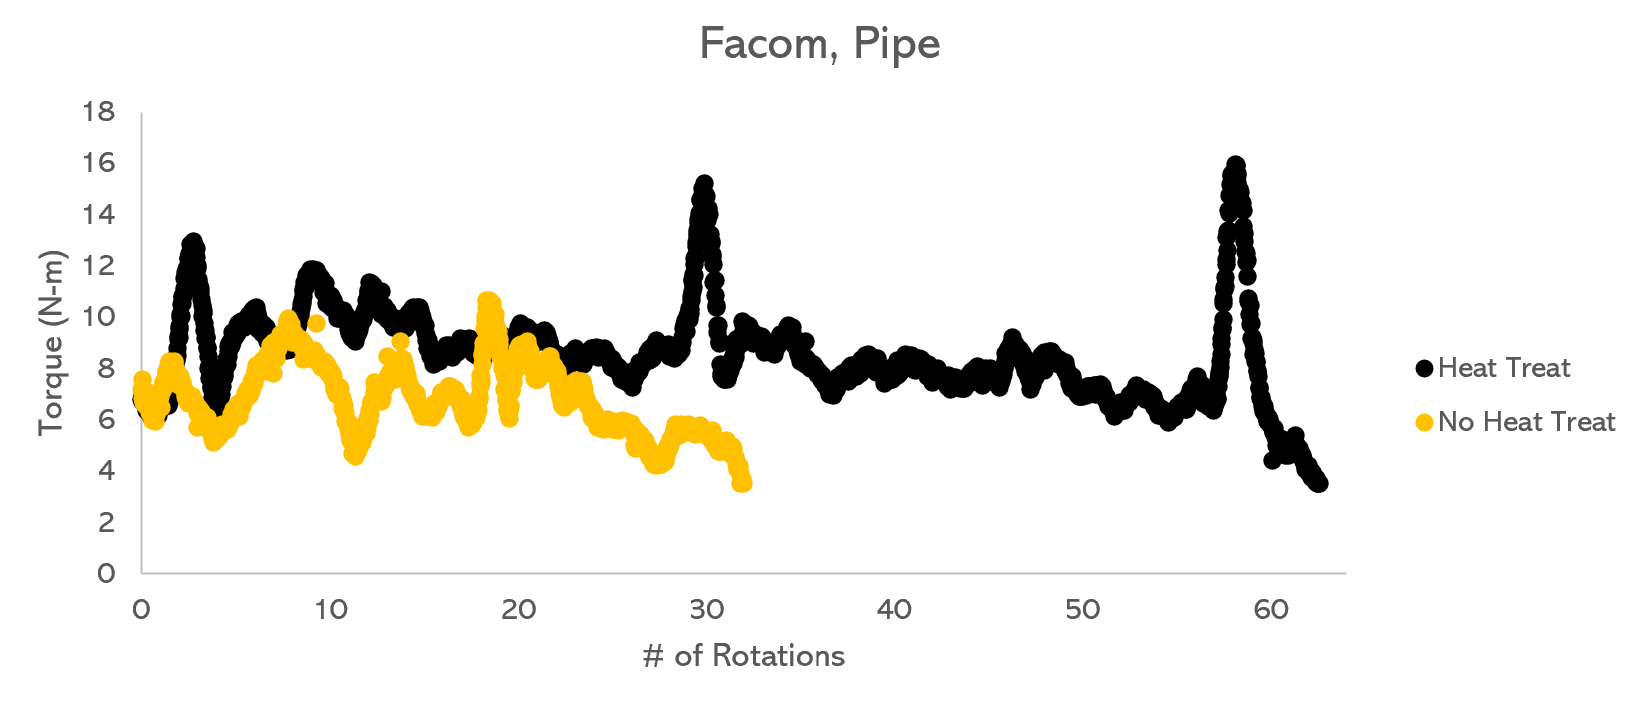 Facom, Pipe
18
16
14
12
10
8
6
4
2
0
Torque (N-m)
0 10 20 30 40 50 60
# of Rotations
Heat Treat
No Heat Treat